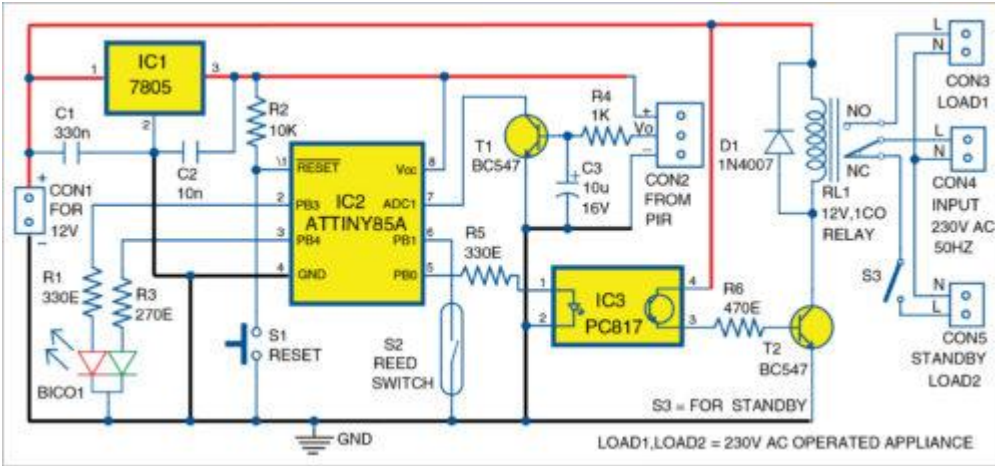 IC1
7805
1
3
2
C1
330n
C2
10n
+
CON1
FOR
12V
–
R2
10K
\1
RESET
Vcc
8
IC2
ATTINY85A
2
PB3
ADC1
7
3
PB4
PB1
6
4
GND
PB0
5
R1
330E
R3
270E
BICO1
S1
RESET
S2
REED
SWITCH
T1
BC547
R4
1K
C3
10u
16V
+
+
Vo
–
CON2
FROM
PIR
R5
330E
1
2
IC3
PC817
4
3
R6
470E
T2
BC547
D1
1N4007
NO
NC
RL1
12V,1CO
RELAY
L
N
CON3
LOAD1
L
N
CON4
INPUT
230V AC
50HZ
S3
N
L
CON5
STANDBY
LOAD2
S3 = FOR STANDBY
GND
LOAD1,LOAD2 = 230V AC OPERATED APPLIANCE